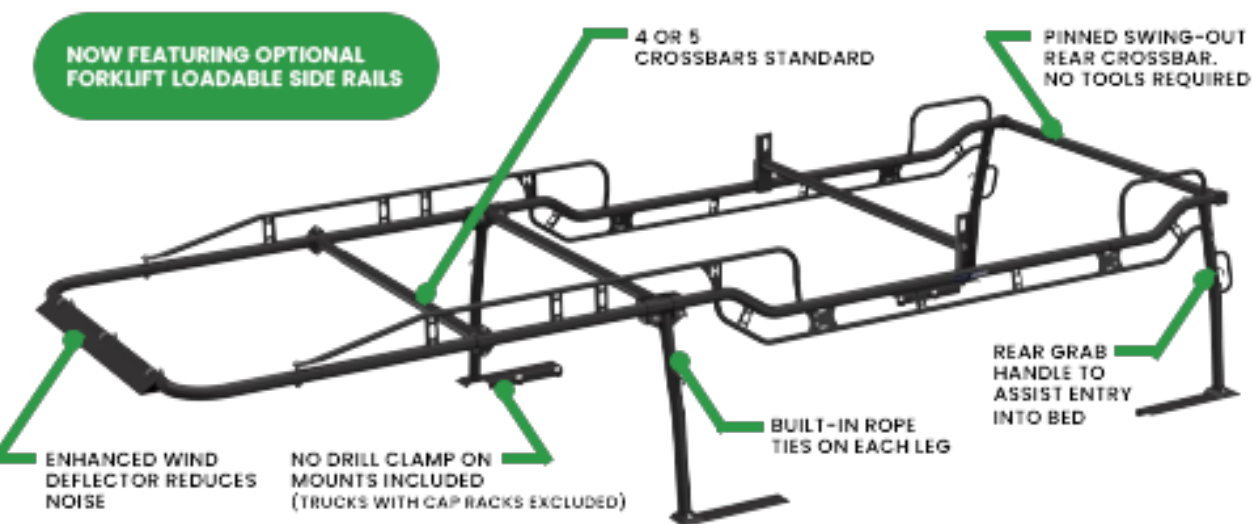 NOW FEATURING OPTIONAL
FORKLIFT LOADABLE SIDE RAILS
4 OR 5
CROSSBARS STANDARD
PINNED SWING-OUT
REAR CROSSBAR.
NO TOOLS REQUIRED
REAR GRAB
HANDLE TO
ASSIST ENTRY
INTO BED
BUILT-IN ROPE
TIES ON EACH LEG
ENHANCED WIND
DEFLECTOR REDUCES
NOISE
NO DRILL CLAMP ON
MOUNTS INCLUDED
(TRUCKS WITH CAP RACKS EXCLUDED)